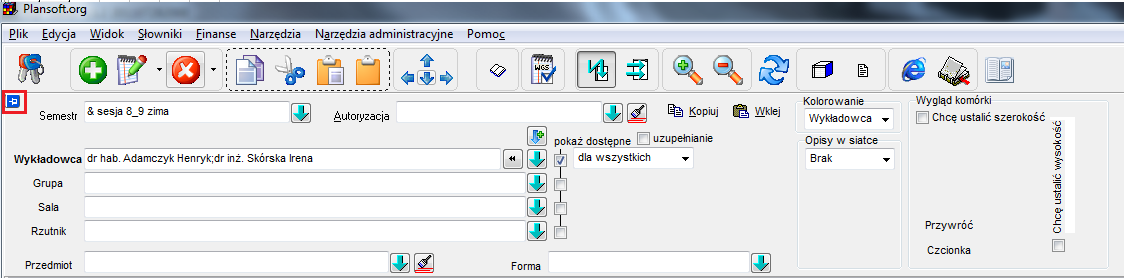 Plansoft.org
Plik Edycja Widok Słowniki Finanse Narzędzia Narzędzia administracyjne Pomoc
WGS
Semestr & sesja 8_9 zima Autoryzacja Kopiuj Wklej
Kolorowanie
Wykładowca
Wygląd komórki
Chcę ustalić szerokość
Chcę ustalić wysokość
pokaż dostępne uzupełnianie
Opisy w siatce
Brak
Wykładowca dr hab. Adamczyk Henryk;dr inż. Skórska Irena dla wszystkich
Grupa
Sala
Rzutnik
Przywróć
Czcionka
Przedmiot Forma